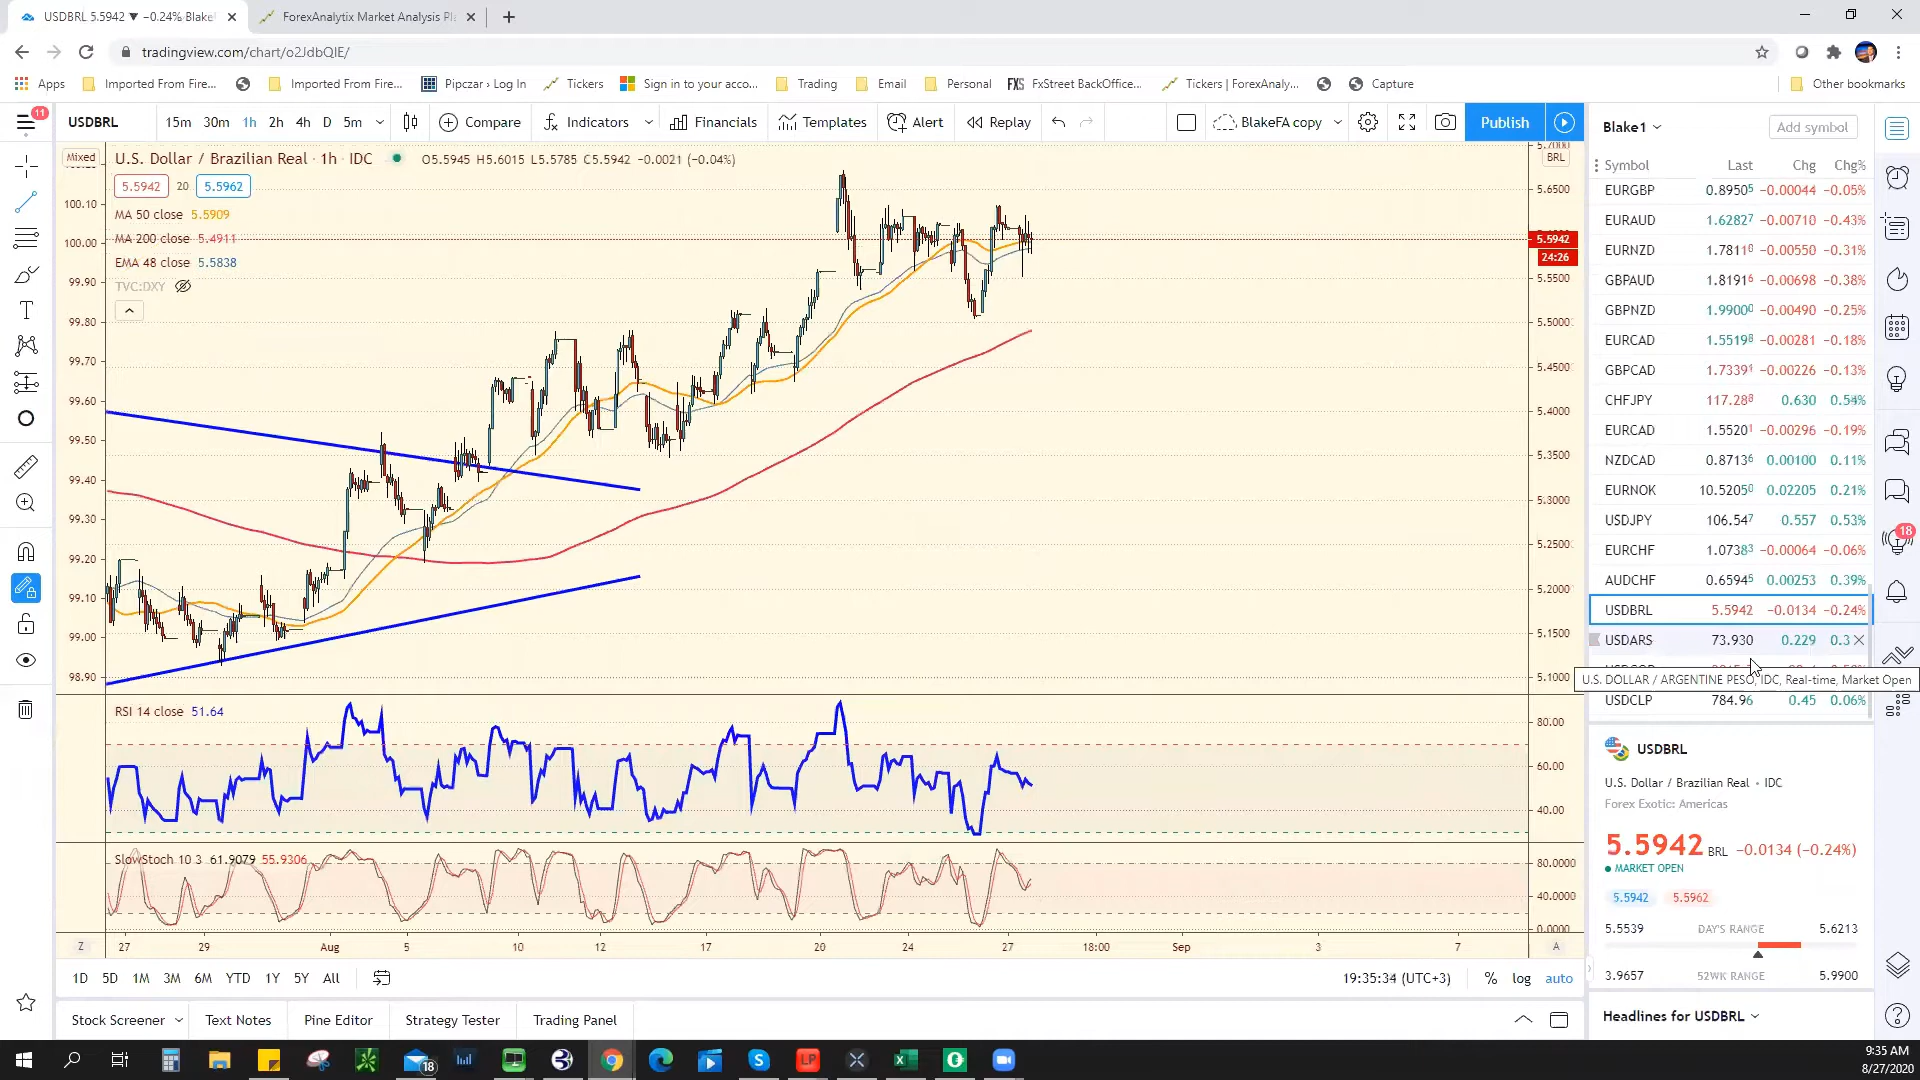 USDBRL 5.5942 ▼ −0.24% Blake
ForexAnalytix Market Analysis Pl
tradingview.com/chart/o2JdbQIE/
Apps Imported From Fire... Imported From Fire... Pipczar › Log In Tickers Sign in to your acco... Trading Email Personal FXS FxStreet BackOffice... Tickers | ForexAnaly... Capture Other bookmarks
11
USDBRL 15m 30m 1h 2h 4h D 5m Compare Indicators Financials Templates Alert Replay BlakeFA copy Publish
Mixed
U.S. Dollar / Brazilian Real · 1h · IDC O5.5945 H5.6015 L5.5785 C5.5942 −0.0021 (−0.04%)
5.5942 20 5.5962
MA 50 close 5.5909
MA 200 close 5.4911
EMA 48 close 5.5838
TVC:DXY
100.10
100.00
99.90
99.80
99.70
99.60
99.50
99.40
99.30
99.20
99.10
99.00
98.90
5.7000
BRL
5.6500
5.5942
24:26
5.5500
5.5000
5.4500
5.4000
5.3500
5.3000
5.2500
5.2000
5.1500
5.1000
RSI 14 close 51.64
80.00
60.00
40.00
SlowStoch 10 3 61.9079 55.9306
80.0000
40.0000
0.0000
Z 27 29 Aug 5 10 12 17 20 24 27 18:00 Sep 3 7 A
1D 5D 1M 3M 6M YTD 1Y 5Y All 19:35:34 (UTC+3) % log auto
Stock Screener Text Notes Pine Editor Strategy Tester Trading Panel
Blake1 Add symbol
Symbol Last Chg Chg%
EURGBP 0.89505 −0.00044 −0.05%
EURAUD 1.62827 −0.00710 −0.43%
EURNZD 1.78110 −0.00550 −0.31%
GBPAUD 1.81916 −0.00698 −0.38%
GBPNZD 1.99000 −0.00490 −0.25%
EURCAD 1.55198 −0.00281 −0.18%
GBPCAD 1.73391 −0.00226 −0.13%
CHFJPY 117.288 0.630 0.54%
EURCAD 1.55201 −0.00296 −0.19%
NZDCAD 0.87136 0.00100 0.11%
EURNOK 10.52050 0.02205 0.21%
USDJPY 106.547 0.557 0.53%
EURCHF 1.07383 −0.00064 −0.06%
AUDCHF 0.65945 0.00253 0.39%
USDBRL 5.5942 −0.0134 −0.24%
USDARS 73.930 0.229 0.3
U.S. DOLLAR / ARGENTINE PESO, IDC, Real-time, Market Open
USDCLP 784.96 0.45 0.06%
18
USDBRL
U.S. Dollar / Brazilian Real • IDC
Forex Exotic: Americas
5.5942 BRL −0.0134 (−0.24%)
MARKET OPEN
5.5942 5.5962
5.5539 DAY'S RANGE 5.6213
3.9657 52WK RANGE 5.9900
Headlines for USDBRL
18
LP
9:35 AM
8/27/2020